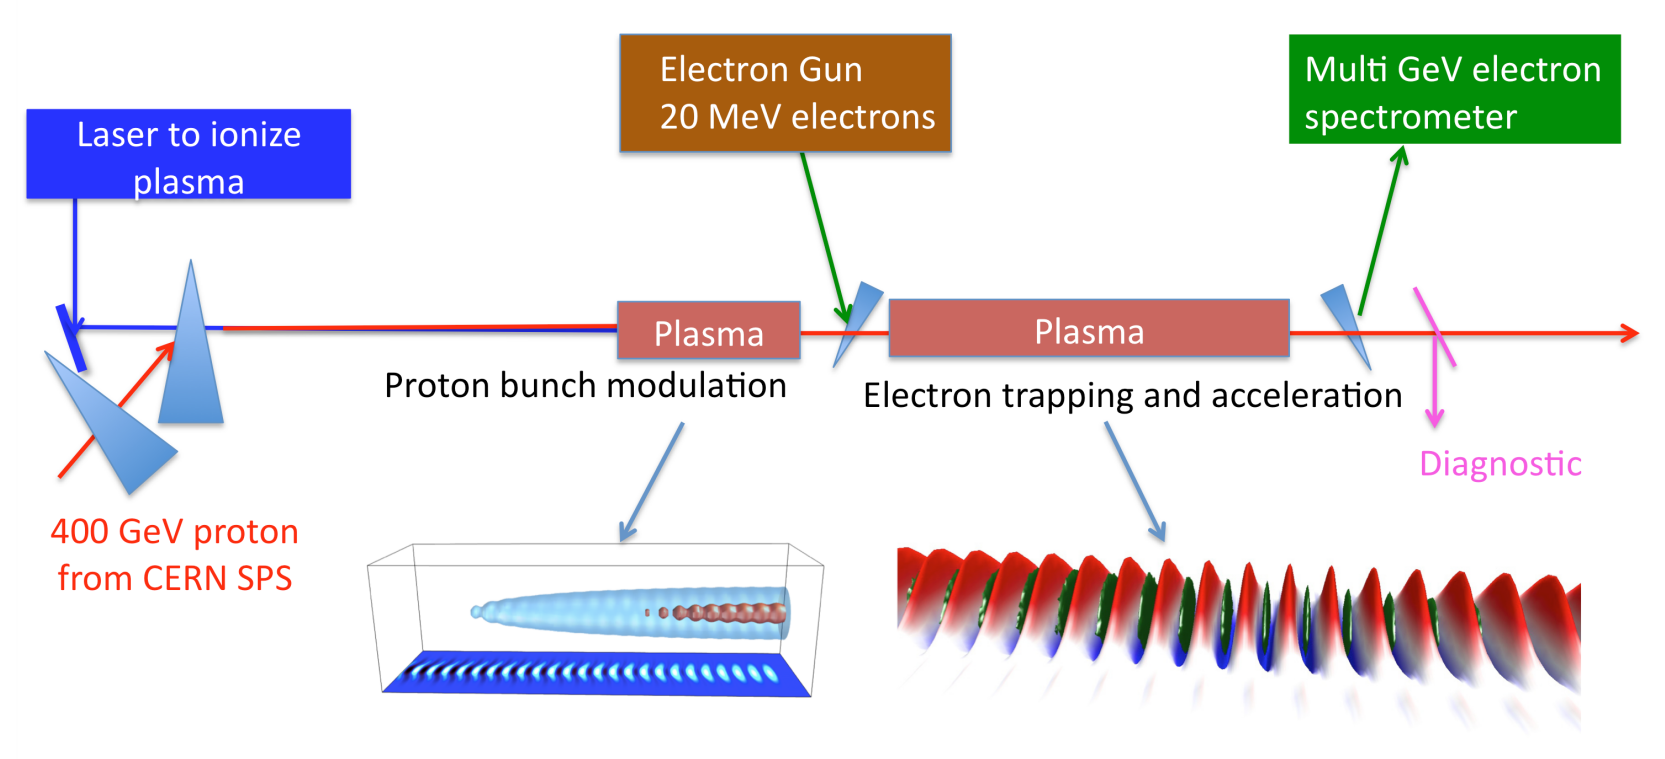 Electron Gun
20 MeV electrons
Multi GeV electron
spectrometer
Laser to ionize
plasma
Plasma
Plasma
Proton bunch modulation
Electron trapping and acceleration
Diagnostic
400 GeV proton
from CERN SPS